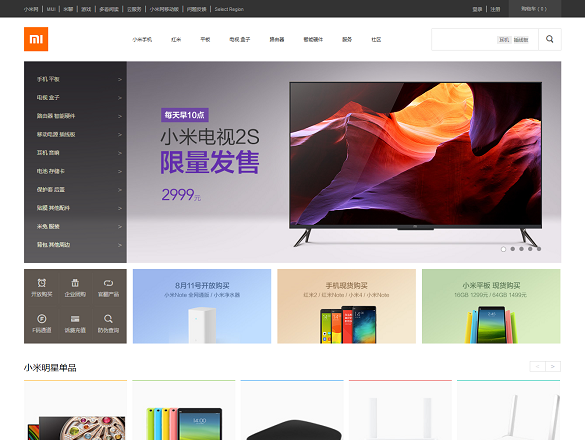 小米网 | MIUI | 米聊 | 游戏 | 多看阅读 | 云服务 | 小米网移动版 | 问题反馈 | Select Region
登录 | 注册
购物车 ( 0 )
mi
小米手机 红米 平板 电视 盒子 路由器 智能硬件 服务 社区
耳机 插线板
手机 平板 >
电视 盒子 >
路由器 智能硬件 >
移动电源 插线板 >
耳机 音箱 >
电池 存储卡 >
保护套 后盖 >
贴膜 其他配件 >
米兔 服装 >
背包 其他周边 >
每天早10点
小米电视2S
限量发售
2999元
开放购买 企业团购 官翻产品
F码通道 话费充值 防伪查询
8月11号开放购买
小米Note 全网通版 / 小米净水器
手机现货购买
红米2 / 红米Note / 小米4 / 小米Note
小米平板 现货购买
16GB 1299元 / 64GB 1499元
小米明星单品